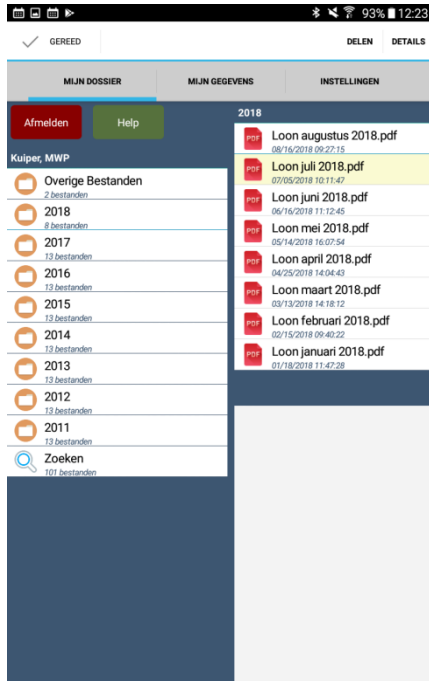 93% 12:23
GEREED DELEN DETAILS
MIJN DOSSIER MIJN GEGEVENS INSTELLINGEN
Afmelden Help
Kuiper, MWP
Overige Bestanden
2 bestanden
2018
8 bestanden
2017
13 bestanden
2016
13 bestanden
2015
13 bestanden
2014
13 bestanden
2013
13 bestanden
2012
13 bestanden
2011
13 bestanden
Zoeken
101 bestanden
2018
PDF Loon augustus 2018.pdf
08/16/2018 09:27:15
PDF Loon juli 2018.pdf
07/05/2018 10:11:47
PDF Loon juni 2018.pdf
06/16/2018 11:12:45
PDF Loon mei 2018.pdf
05/14/2018 16:07:54
PDF Loon april 2018.pdf
04/25/2018 14:04:43
PDF Loon maart 2018.pdf
03/13/2018 14:18:12
PDF Loon februari 2018.pdf
02/15/2018 09:40:22
PDF Loon januari 2018.pdf
01/18/2018 11:47:28